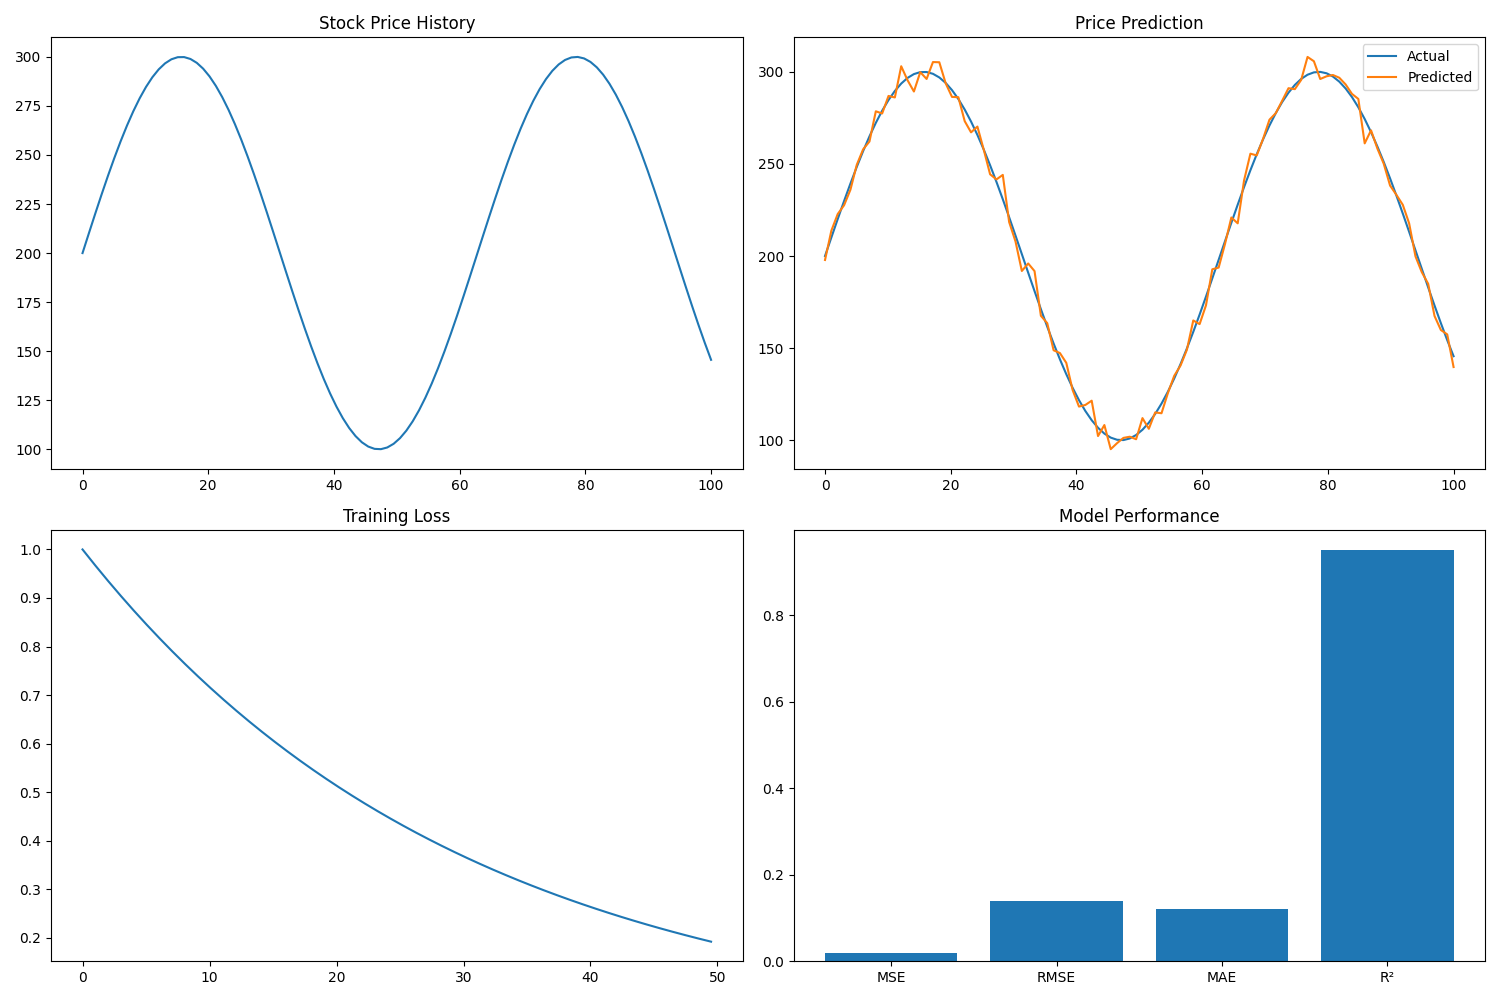 Stock Price History
300
275
250
225
200
175
150
125
100
0 20 40 60 80 100
Price Prediction
Actual
Predicted
300
250
200
150
100
0 20 40 60 80 100
Training Loss
1.0
0.9
0.8
0.7
0.6
0.5
0.4
0.3
0.2
0 10 20 30 40 50
Model Performance
0.8
0.6
0.4
0.2
0.0
MSE RMSE MAE R²